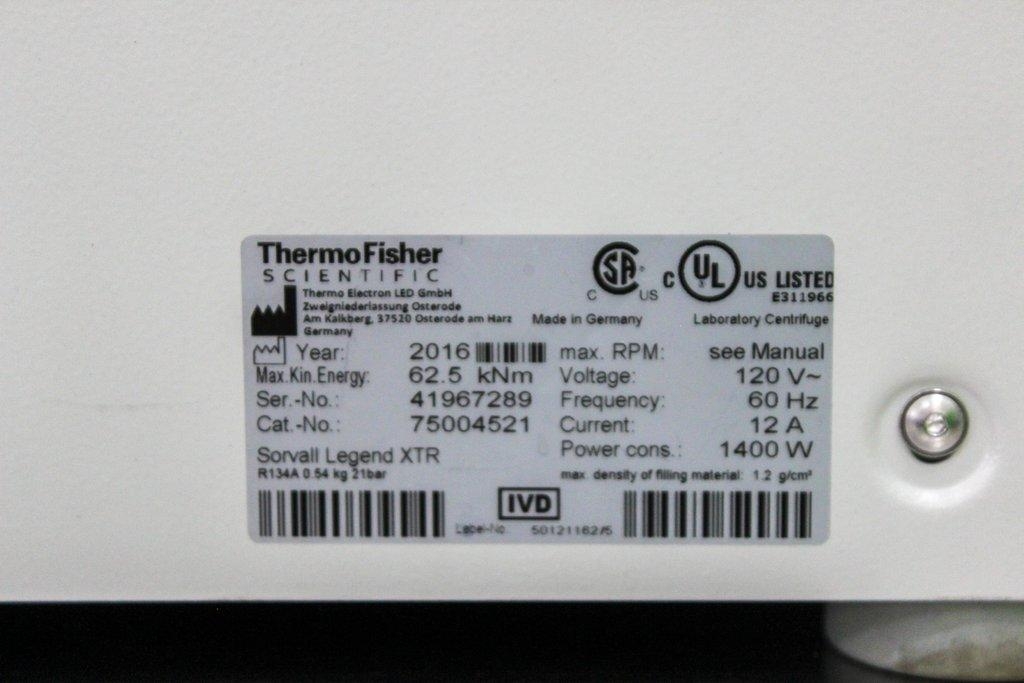 ThermoFisher
SCIENTIFIC
Thermo Electron LED GmbH
Zweigniederlassung Osterode
Am Kalkberg, 37520 Osterode am Harz
Germany
Made in Germany
SA
C US
C UL US LISTED
E311966
Laboratory Centrifuge
Year: 2016
Max.Kin.Energy: 62.5 kNm
Ser.-No.: 41967289
Cat.-No.: 75004521
max. RPM: see Manual
Voltage: 120 V~
Frequency: 60 Hz
Current: 12 A
Power cons.: 1400 W
Sorvall Legend XTR
R134A 0.54 kg 21bar
max. density of filling material: 1.2 g/cm³
IVD
Label-No. 50121162/5